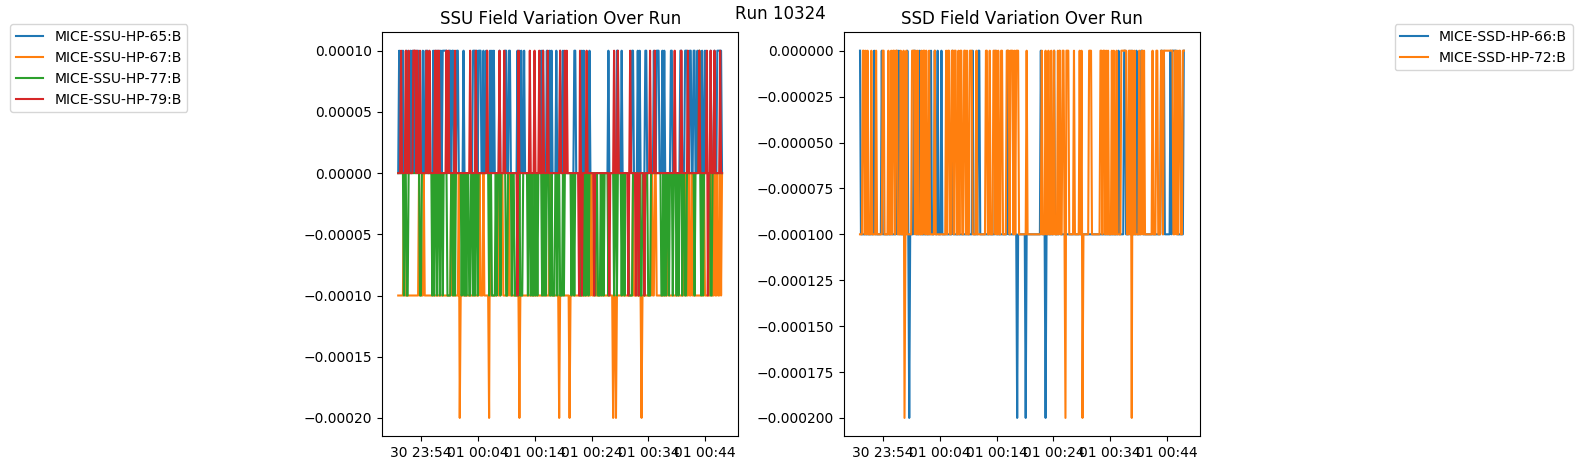 Run 10324
MICE-SSU-HP-65:B
MICE-SSU-HP-67:B
MICE-SSU-HP-77:B
MICE-SSU-HP-79:B
SSU Field Variation Over Run
0.00010
0.00005
0.00000
−0.00005
−0.00010
−0.00015
−0.00020
30 23:54 01 00:04 01 00:14 01 00:24 01 00:34 01 00:44
SSD Field Variation Over Run
0.000000
−0.000025
−0.000050
−0.000075
−0.000100
−0.000125
−0.000150
−0.000175
−0.000200
30 23:54 01 00:04 01 00:14 01 00:24 01 00:34 01 00:44
MICE-SSD-HP-66:B
MICE-SSD-HP-72:B